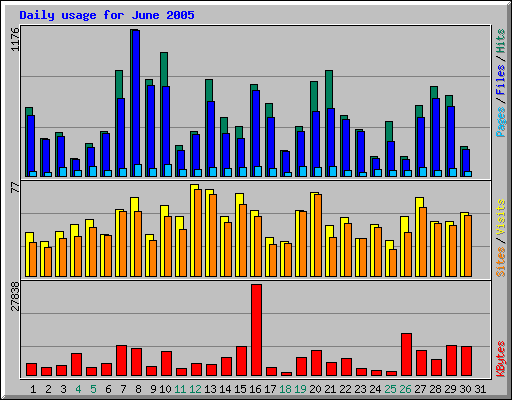 Daily usage for June 2005
1176
Pages / Files / Hits
77
Sites / Visits
27838
KBytes
1 2 3 4 5 6 7 8 9 10 11 12 13 14 15 16 17 18 19 20 21 22 23 24 25 26 27 28 29 30 31